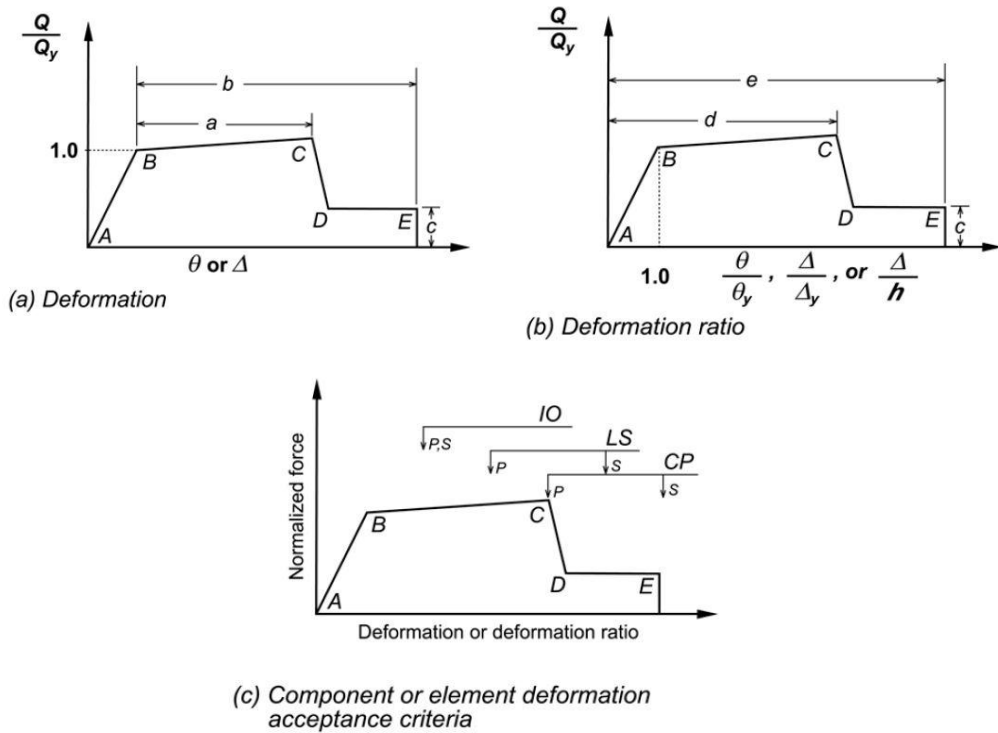 Q
Qy
b
a
1.0
B
C
D
E
c
A
θ or Δ
(a) Deformation
Q
Qy
e
d
B
C
D
E
c
A
1.0
θ
θy
,
Δ
Δy
, or
Δ
h
(b) Deformation ratio
IO
P,S
LS
P
S
CP
P
S
Normalized force
B
C
D
E
A
Deformation or deformation ratio
(c) Component or element deformation
acceptance criteria